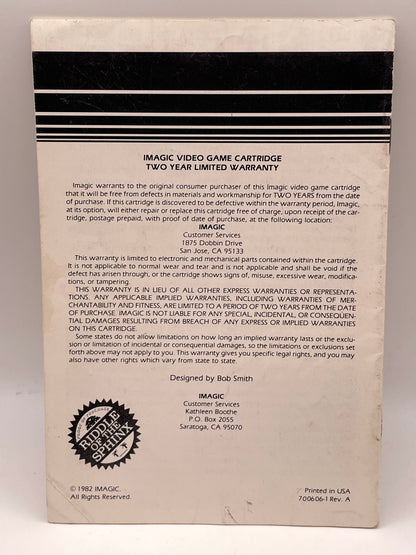 IMAGIC VIDEO GAME CARTRIDGE
TWO YEAR LIMITED WARRANTY
Imagic warrants to the original consumer purchaser of this Imagic video game cartridge
that it will be free from defects in materials and workmanship for TWO YEARS from the date
of purchase. If this cartridge is discovered to be defective within the warranty period, Imagic,
at its option, will either repair or replace this cartridge free of charge, upon receipt of the car-
tridge, postage prepaid, with proof of date of purchase, at the following location:
IMAGIC
Customer Services
1875 Dobbin Drive
San Jose, CA 95133
This warranty is limited to electronic and mechanical parts contained within the cartridge.
It is not applicable to normal wear and tear and is not applicable and shall be void if the
defect has arisen through, or the cartridge shows signs of, misuse, excessive wear, modifica-
tions, or tampering.
THIS WARRANTY IS IN LIEU OF ALL OTHER EXPRESS WARRANTIES OR REPRESENTA-
TIONS. ANY APPLICABLE IMPLIED WARRANTIES, INCLUDING WARRANTIES OF MER-
CHANTABILITY AND FITNESS, ARE LIMITED TO A PERIOD OF TWO YEARS FROM THE DATE
OF PURCHASE. IMAGIC IS NOT LIABLE FOR ANY SPECIAL, INCIDENTAL, OR CONSEQUEN-
TIAL DAMAGES RESULTING FROM BREACH OF ANY EXPRESS OR IMPLIED WARRANTIES
ON THIS CARTRIDGE.
Some states do not allow limitations on how long an implied warranty lasts or the exclu-
sion or limitation of incidental or consequential damages, so the limitations or exclusions set
forth above may not apply to you. This warranty gives you specific legal rights, and you may
also have other rights which vary from state to state.
Designed by Bob Smith
IMAGIC
Customer Services
Kathleen Boothe
P.O. Box 2055
Saratoga, CA 95070
RIDDLE
OF THE
SPHINX
© 1982 IMAGIC.
All Rights Reserved.
Printed in USA
700606-1 Rev. A